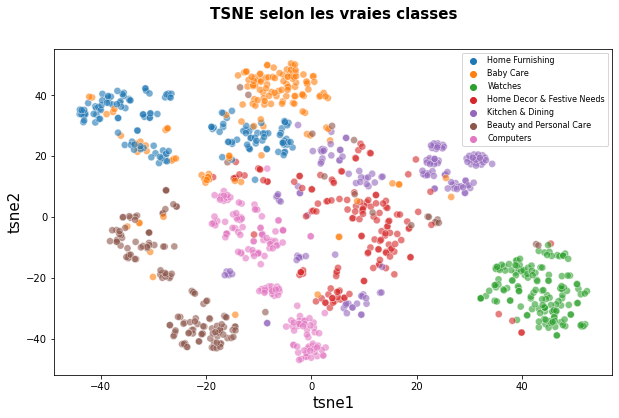 TSNE selon les vraies classes
Home Furnishing
Baby Care
Watches
Home Decor & Festive Needs
Kitchen & Dining
Beauty and Personal Care
Computers
tsne2
40
20
0
−20
−40
−40 −20 0 20 40
tsne1